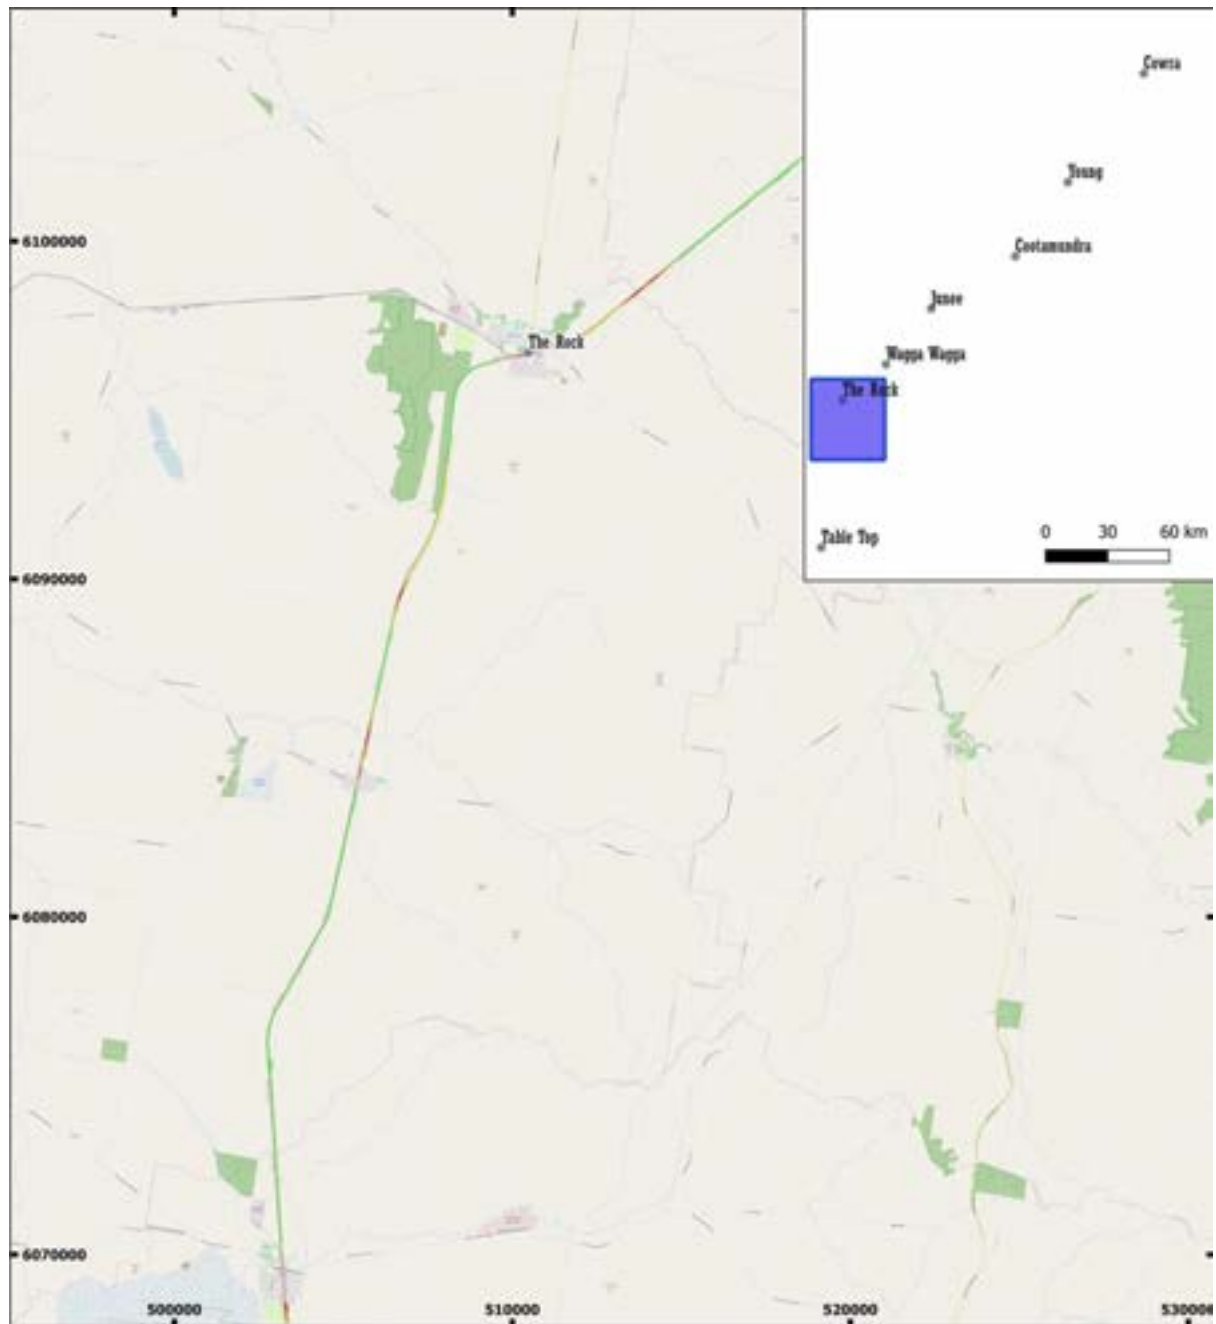 Cowra
Young
6100000
Cootamundra
Junee
The Rock
Wagga Wagga
The Rock
0 30 60 km
Table Top
6090000
6080000
6070000
500000
510000
520000
530000